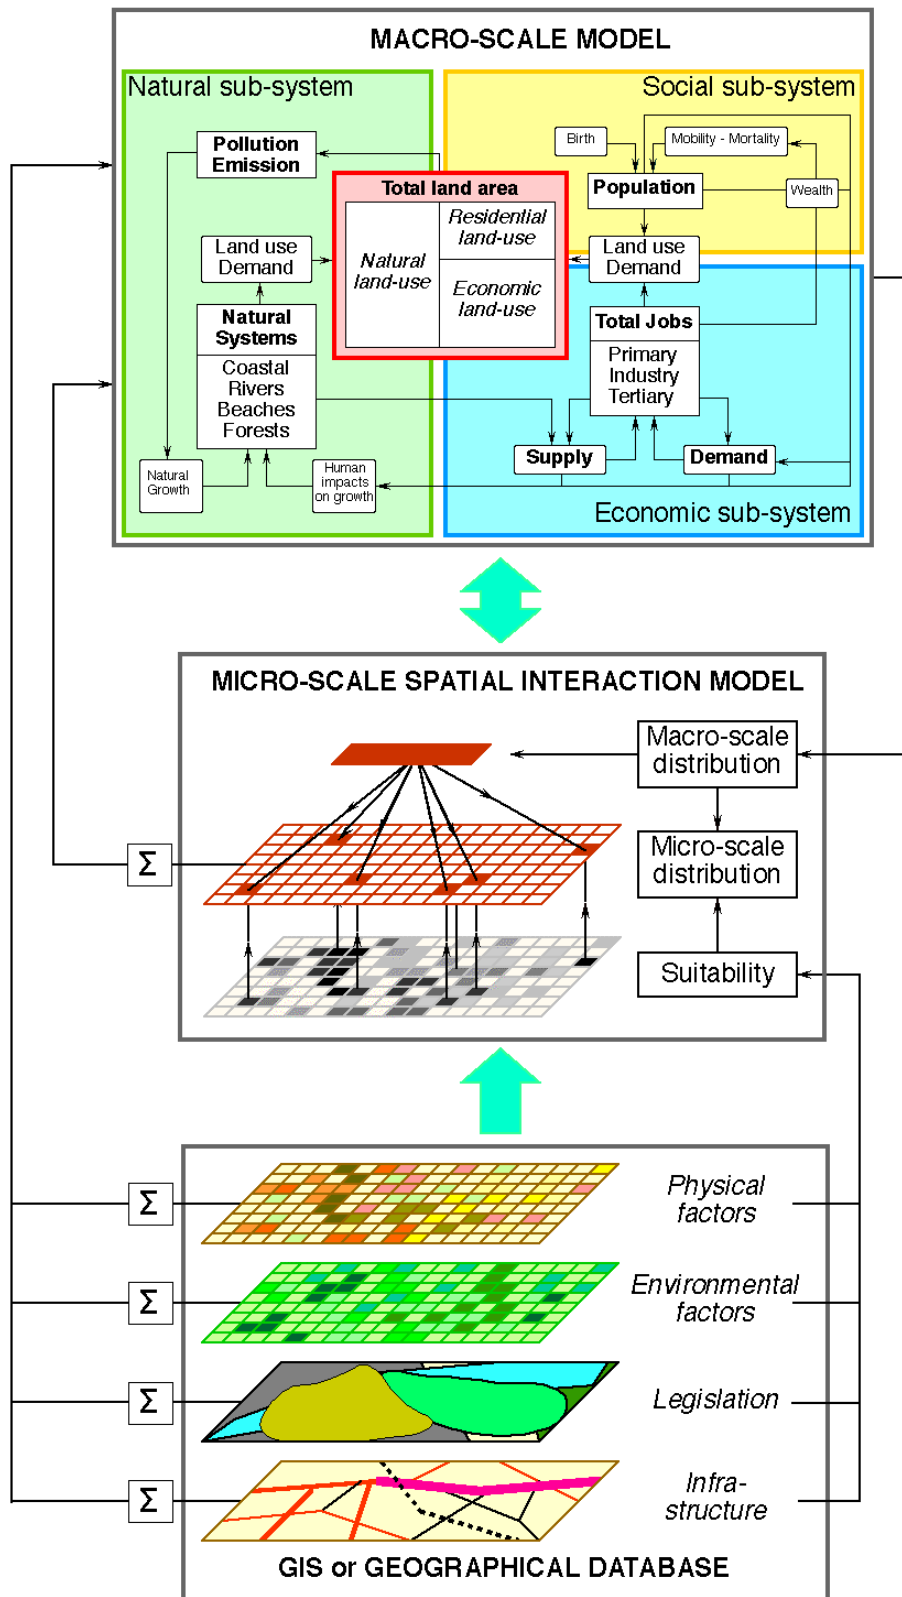 MACRO-SCALE MODEL
Natural sub-system
Social sub-system
Pollution
Emission
Birth
Mobility - Mortality
Total land area
Population
Wealth
Residential
land-use
Natural
land-use
Economic
land-use
Land use
Demand
Land use
Demand
Natural
Systems
Coastal
Rivers
Beaches
Forests
Total Jobs
Primary
Industry
Tertiary
Supply
Demand
Natural
Growth
Human
impacts
on growth
Economic sub-system
MICRO-SCALE SPATIAL INTERACTION MODEL
Macro-scale
distribution
Micro-scale
distribution
Σ
Suitability
Σ
Physical
factors
Σ
Environmental
factors
Σ
Legislation
Σ
Infra-
structure
GIS or GEOGRAPHICAL DATABASE